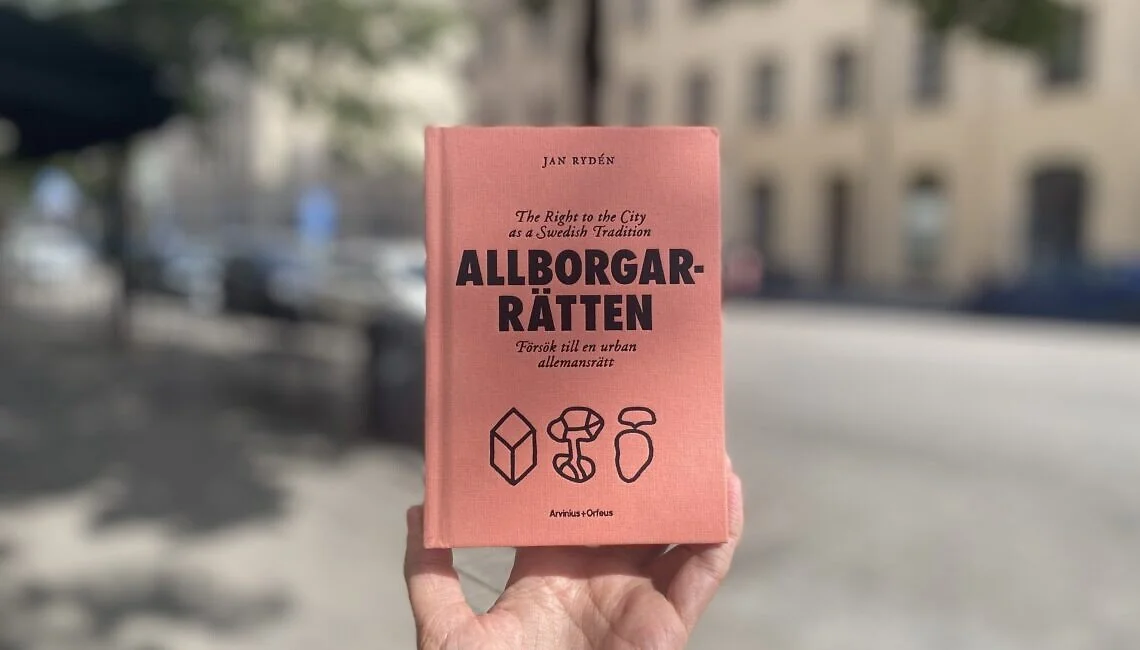 JAN RYDÉN
The Right to the City
as a Swedish Tradition
ALLBORGAR-
RÄTTEN
Försök till en urban
allemansrätt
Arvinius+Orfeus